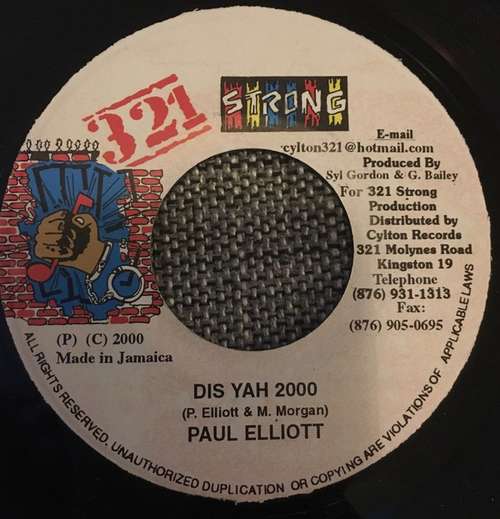 321
STRONG
E-mail
cylton321@hotmail.com
Produced By
Syl Gordon & G. Bailey
For 321 Strong
Production
Distributed by
Cylton Records
321 Molynes Road
Kingston 19
Telephone
(876) 931-1313
Fax:
(876) 905-0695
(P) (C) 2000
Made in Jamaica
DIS YAH 2000
(P. Elliott & M. Morgan)
PAUL ELLIOTT
ALL RIGHTS RESERVED. UNAUTHORIZED DUPLICATION OR COPYING ARE VIOLATIONS OF APPLICABLE LAWS